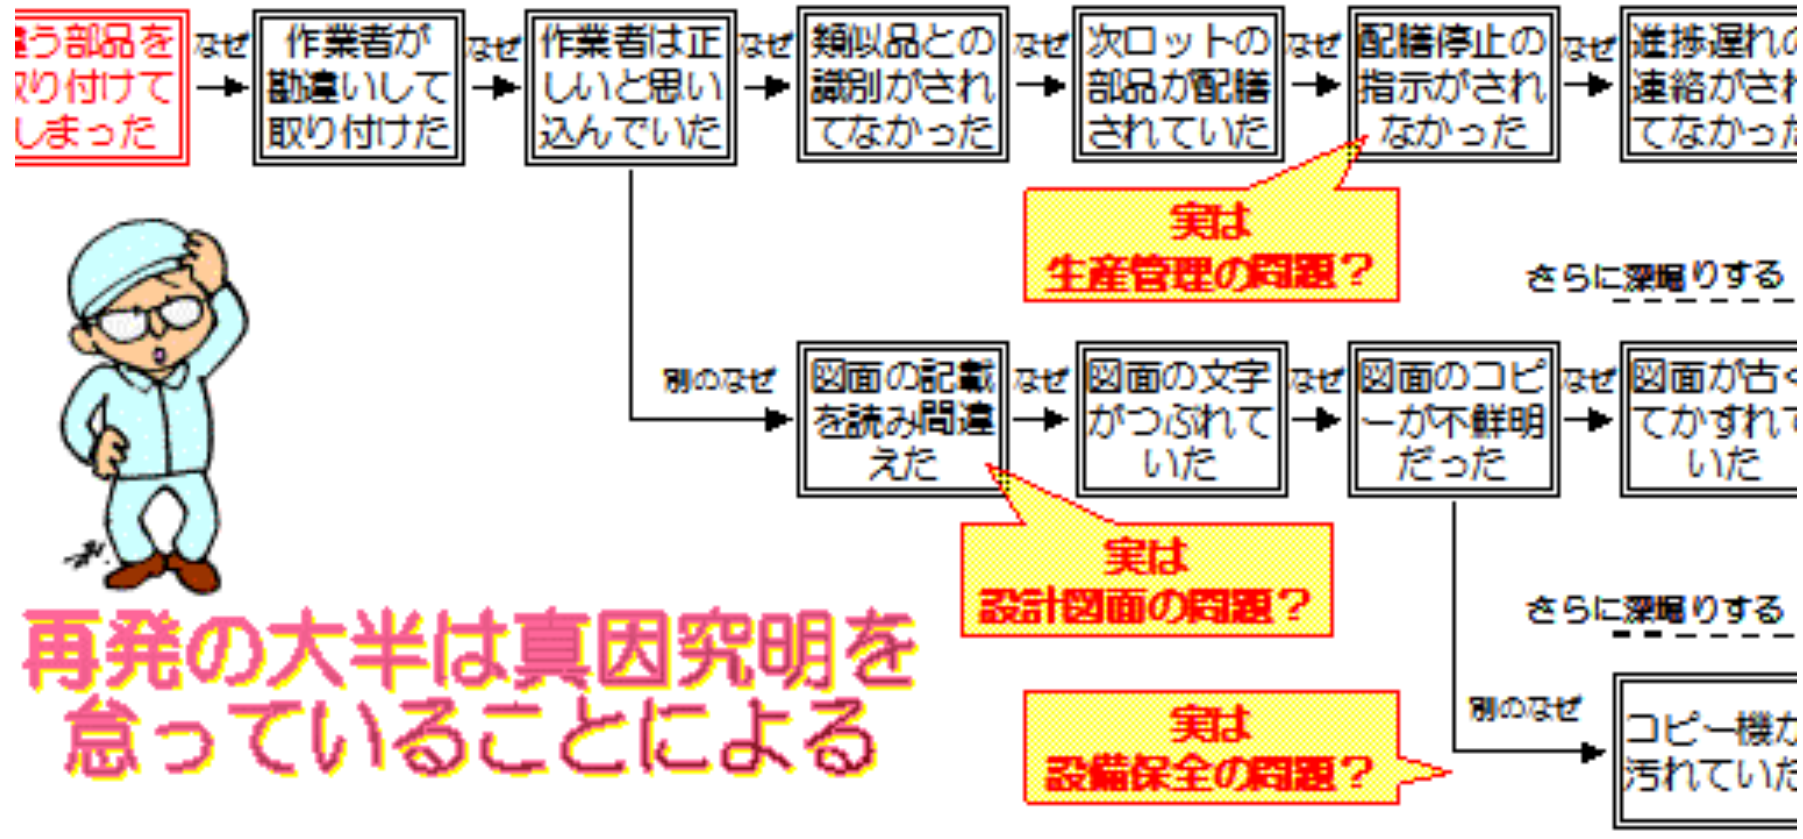 う部品を
り付けて
しまった
なぜ
作業者が
勘違いして
取り付けた
なぜ
作業者は正
しいと思い
込んでいた
なぜ
類似品との
識別がされ
てなかった
なぜ
次ロットの
部品が配膳
されていた
なぜ
配膳停止の
指示がされ
なかった
なぜ
進捗遅れの
連絡がされ
てなかった
実は
生産管理の問題？
さらに深堀りする
別のなぜ
図面の記載
を読み間違
えた
なぜ
図面の文字
がつぶれて
いた
なぜ
図面のコピ
ーが不鮮明
だった
なぜ
図面が古く
てかすれて
いた
実は
設計図面の問題？
さらに深堀りする
再発の大半は真因究明を
怠っていることによる
実は
設備保全の問題？
別のなぜ
コピー機が
汚れていた